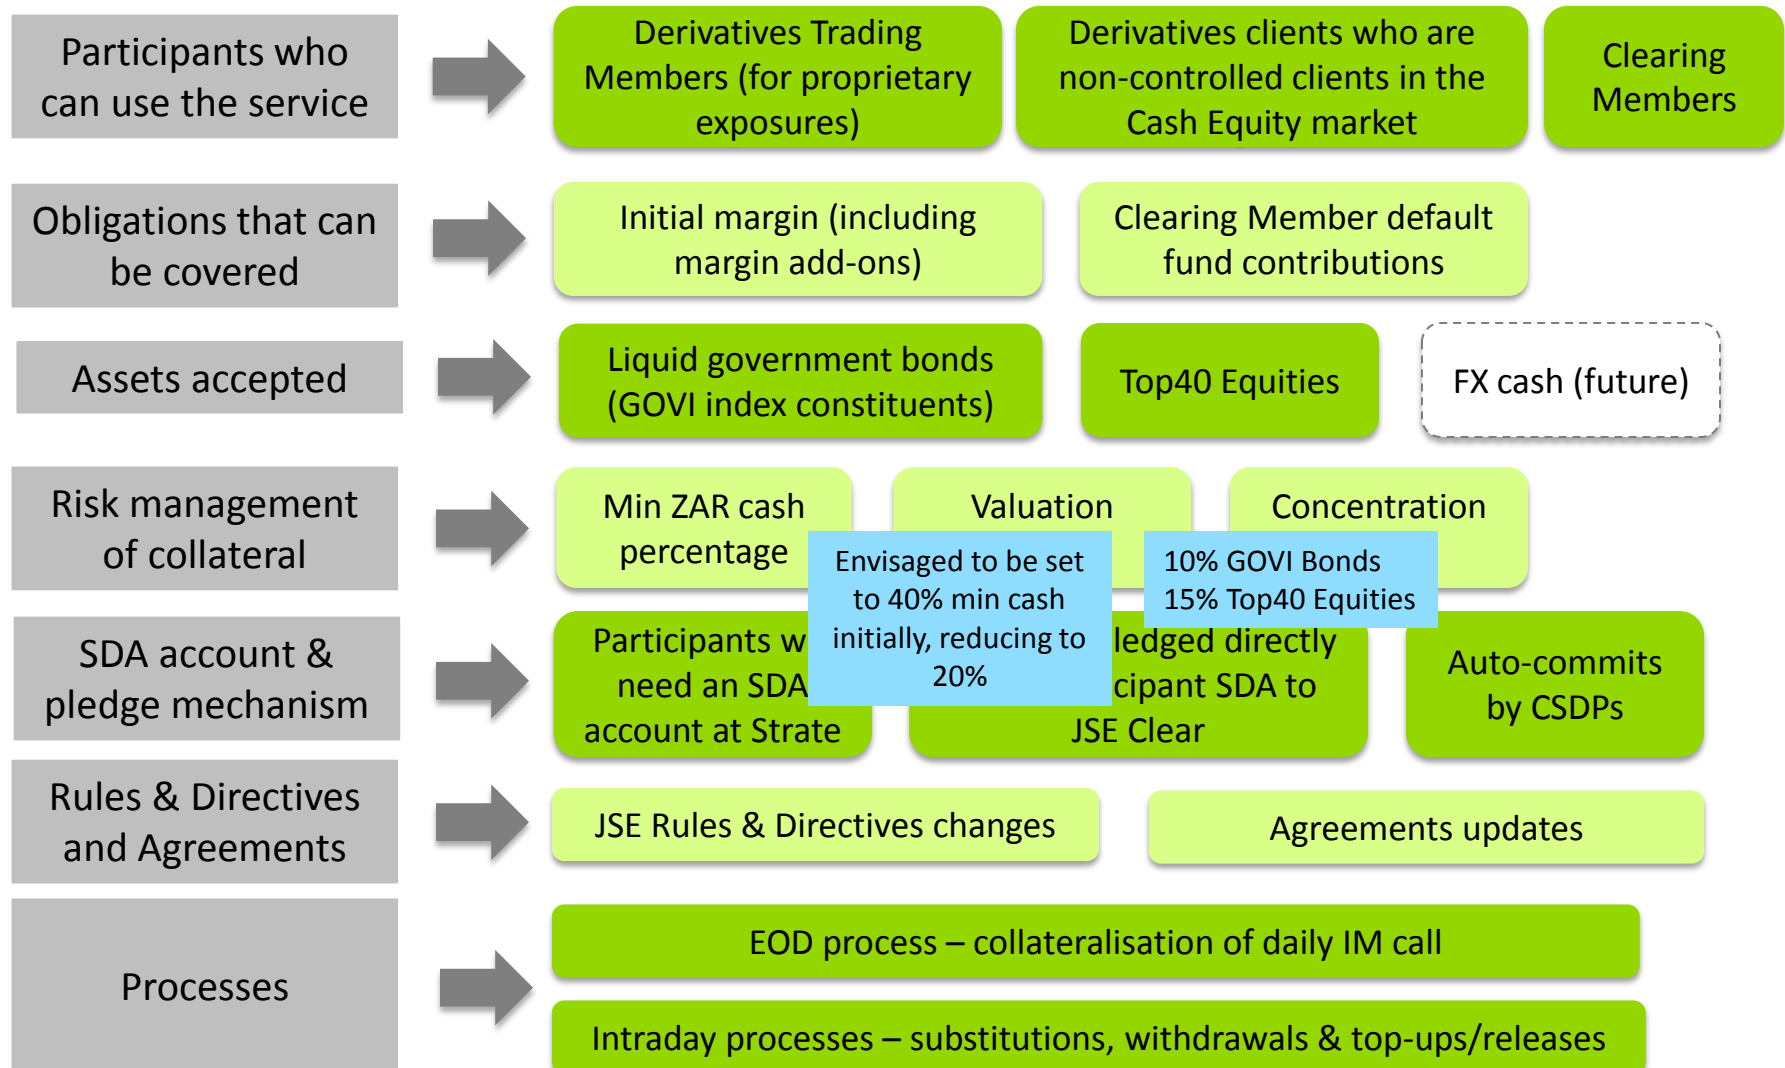 Participants who
can use the service
Derivatives Trading
Members (for proprietary
exposures)
Derivatives clients who are
non-controlled clients in the
Cash Equity market
Clearing
Members
Obligations that can
be covered
Initial margin (including
margin add-ons)
Clearing Member default
fund contributions
Assets accepted
Liquid government bonds
(GOVI index constituents)
Top40 Equities
FX cash (future)
Risk management
of collateral
Min ZAR cash
percentage
Valuation
Concentration
Envisaged to be set
to 40% min cash
initially, reducing to
20%
10% GOVI Bonds
15% Top40 Equities
SDA account &
pledge mechanism
Participants
need an SDA
account at Strate
directly
SDA to
JSE Clear
Auto-commits
by CSDPs
Rules & Directives
and Agreements
JSE Rules & Directives changes
Agreements updates
Processes
EOD process – collateralisation of daily IM call
Intraday processes – substitutions, withdrawals & top-ups/releases